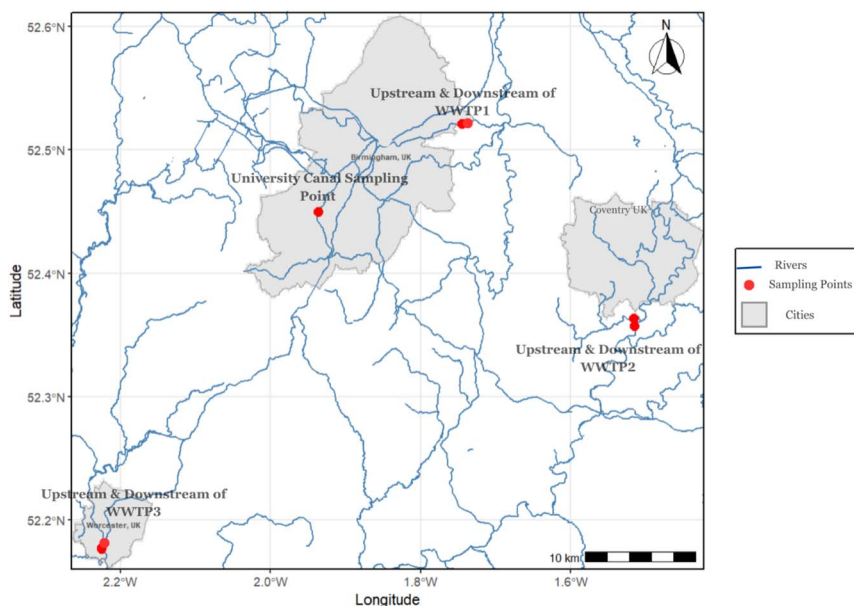 52.6°N
N
Upstream & Downstream of
WWTP1
52.5°N
Birmingham, UK
University Canal Sampling
Point
Coventry UK
52.4°N
Latitude
Rivers
Sampling Points
Cities
Upstream & Downstream of
WWTP2
52.3°N
Upstream & Downstream of
WWTP3
52.2°N
Worcester, UK
10 km
2.2°W
2.0°W
1.8°W
1.6°W
Longitude